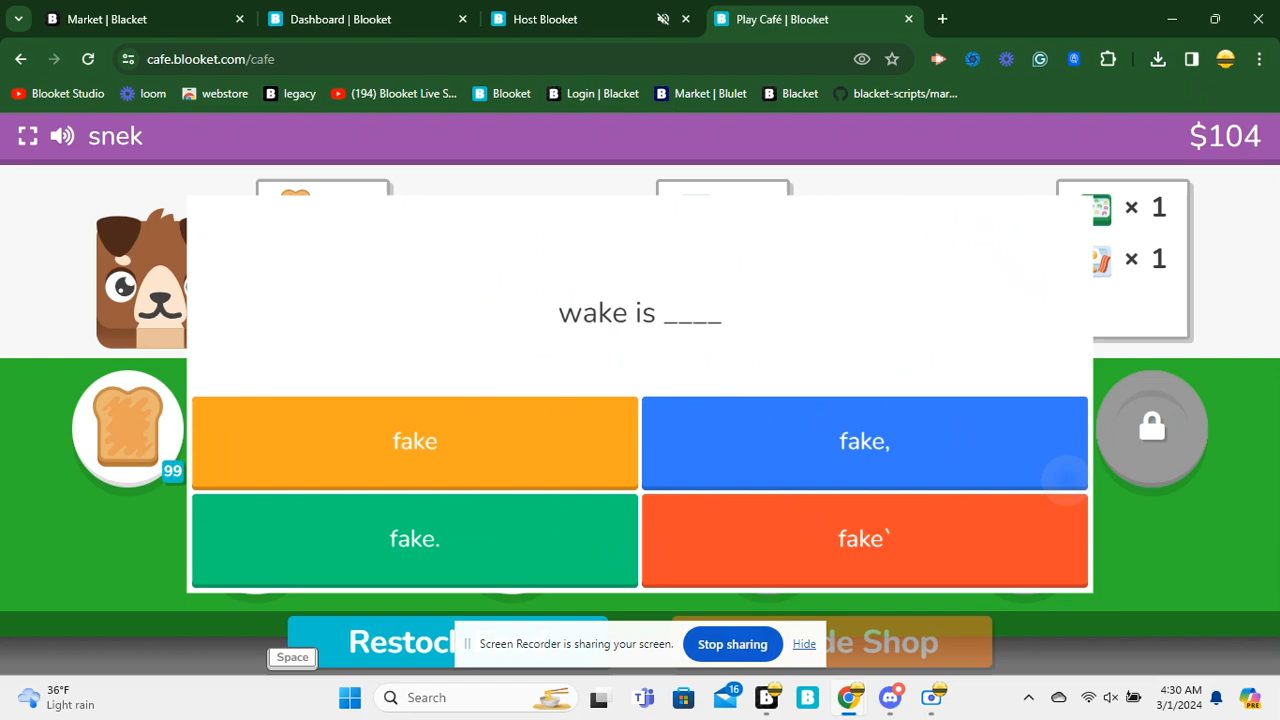 Market | Blacket
Dashboard | Blooket
Host Blooket
Play Café | Blooket
cafe.blooket.com/cafe
Blooket Studio
loom
webstore
legacy
(194) Blooket Live S...
Blooket
Login | Blacket
Market | Blulet
Blacket
blacket-scripts/mar...
snek
$104
× 1
× 1
wake is ____
99
fake
fake,
fake.
fake`
Space
Screen Recorder is sharing your screen.
Stop sharing
Hide
Shop
36°F
Light rain
Search
16
4:30 AM
3/1/2024
PRE